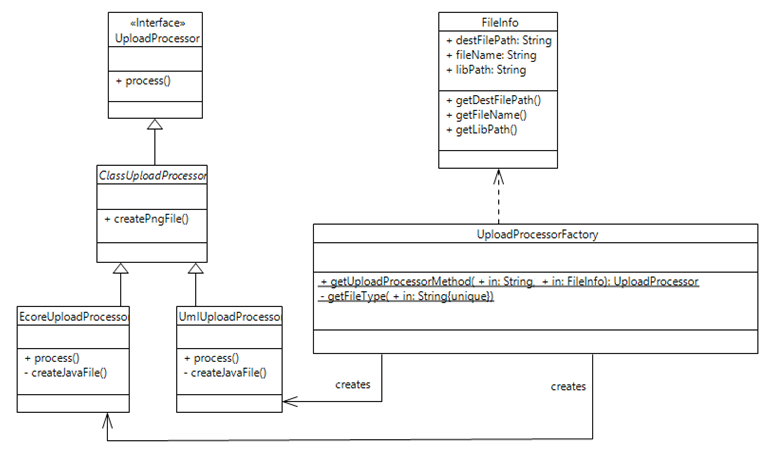 «Interface»
UploadProcessor
+ process()
FileInfo
+ destFilePath: String
+ fileName: String
+ libPath: String
+ getDestFilePath()
+ getFileName()
+ getLibPath()
ClassUploadProcessor
+ createPngFile()
UploadProcessorFactory
+ getUploadProcessorMethod( + in: String, + in: FileInfo): UploadProcessor
- getFileType( + in: String{unique})
EcoreUploadProcessor
+ process()
- createJavaFile()
UmlUploadProcessor
+ process()
- createJavaFile()
creates
creates